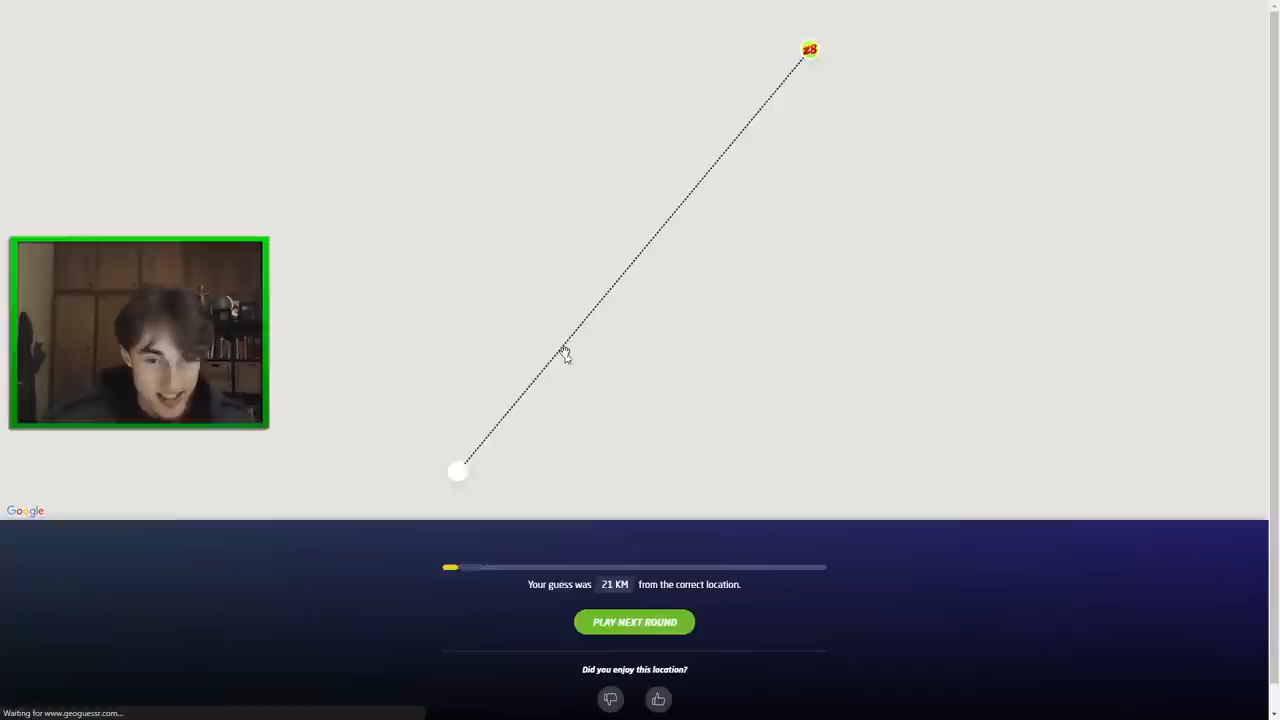 z8
Google
Your guess was 21 KM from the correct location.
PLAY NEXT ROUND
Did you enjoy this location?
Waiting for www.geoguessr.com...